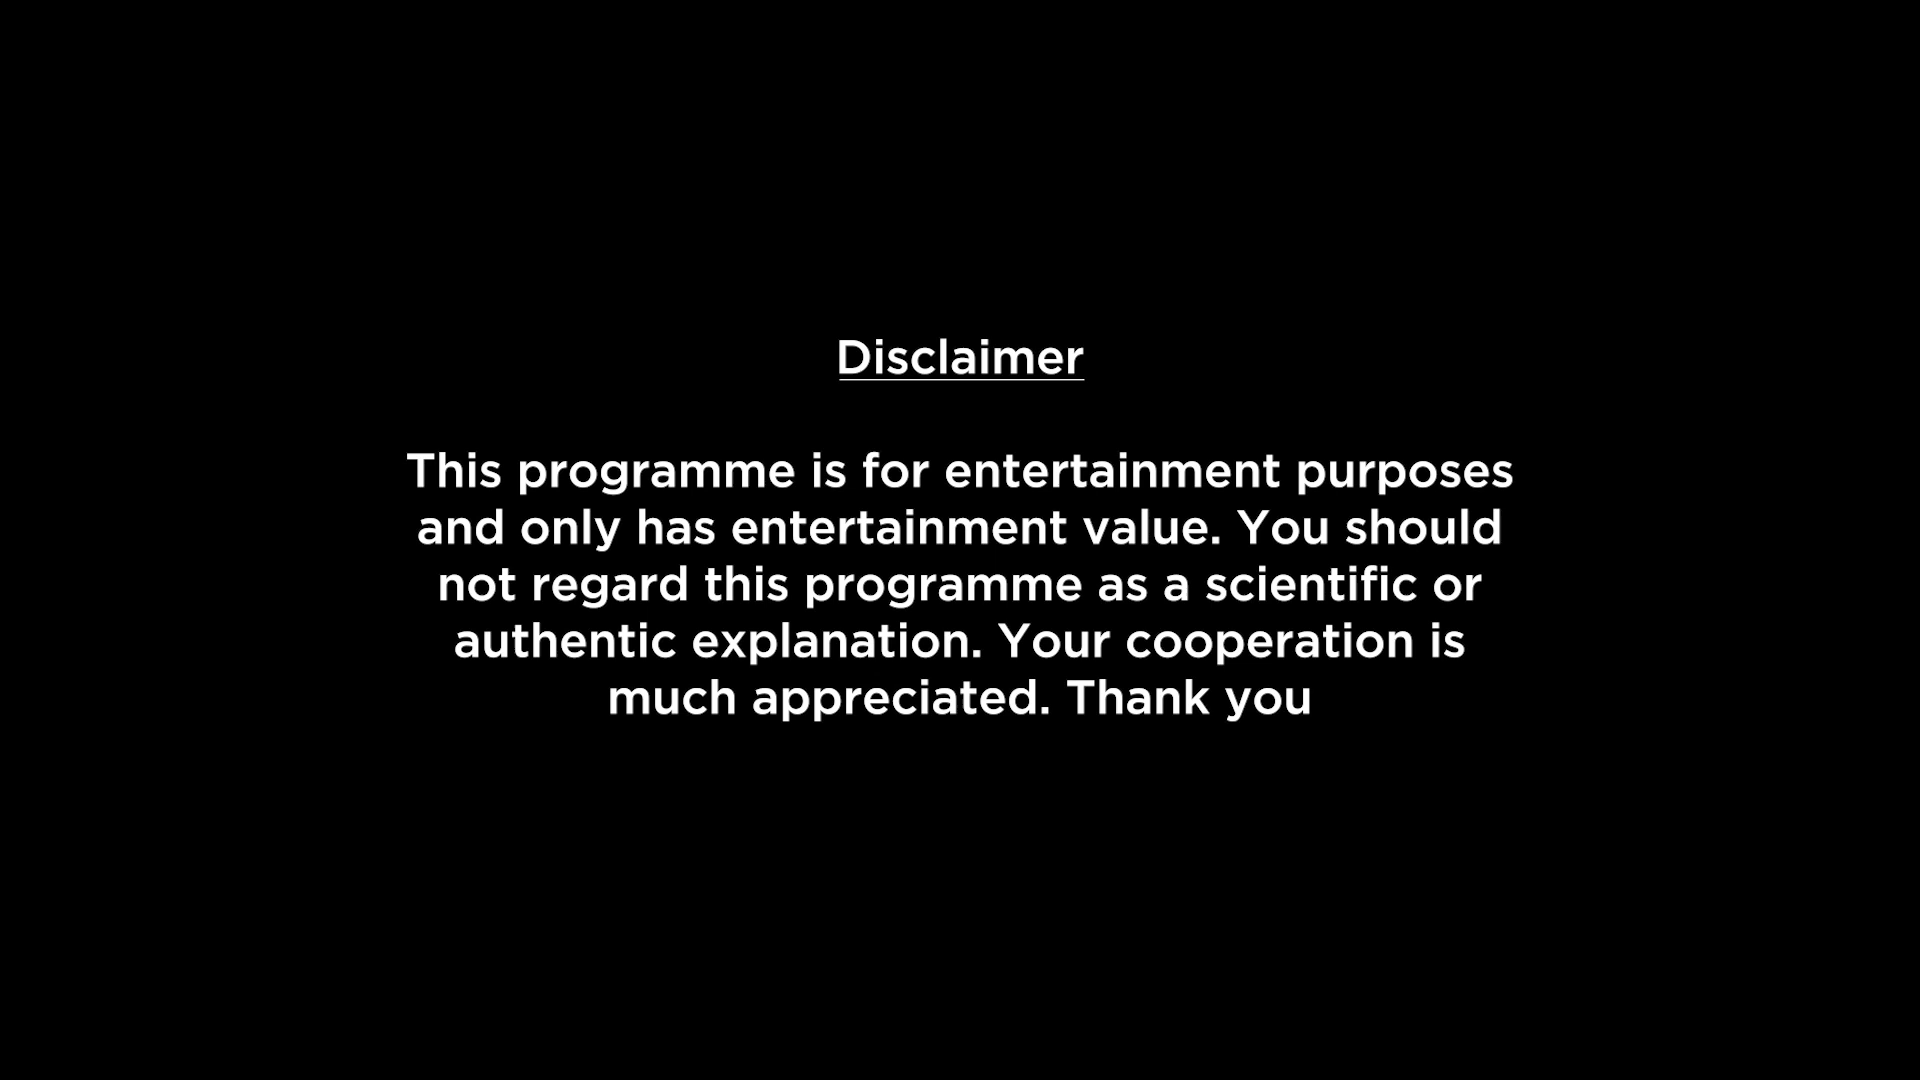 Disclaimer
This programme is for entertainment purposes
and only has entertainment value. You should
not regard this programme as a scientific or
authentic explanation. Your cooperation is
much appreciated. Thank you